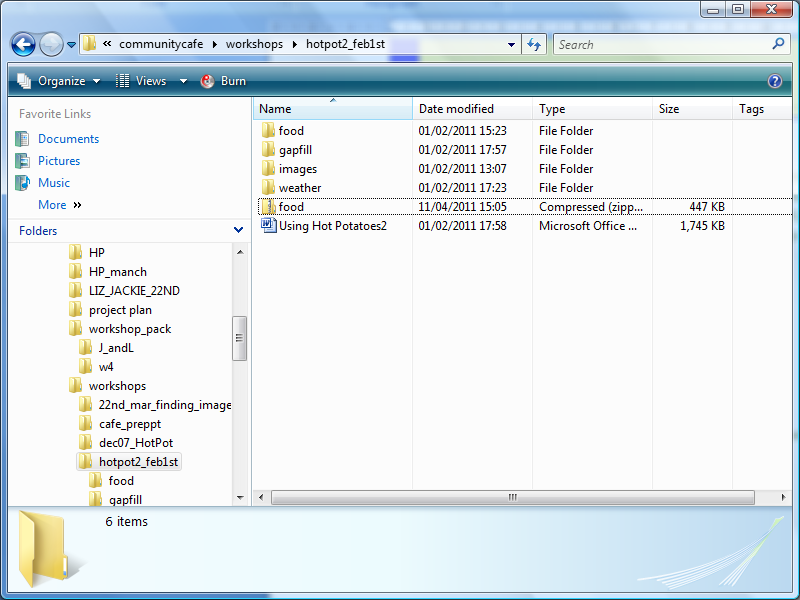 « communitycafe workshops hotpot2_feb1st Search
Organize Views Burn
Favorite Links
Documents
Pictures
Music
More »
Folders
HP
HP_manch
LIZ_JACKIE_22ND
project plan
workshop_pack
J_andL
w4
workshops
22nd_mar_finding_image
cafe_preppt
dec07_HotPot
hotpot2_feb1st
food
gapfill
Name Date modified Type Size Tags
food 01/02/2011 15:23 File Folder
gapfill 01/02/2011 17:57 File Folder
images 01/02/2011 13:07 File Folder
weather 01/02/2011 17:23 File Folder
food 11/04/2011 15:05 Compressed (zipp... 447 KB
Using Hot Potatoes2 01/02/2011 17:58 Microsoft Office ... 1,745 KB
6 items